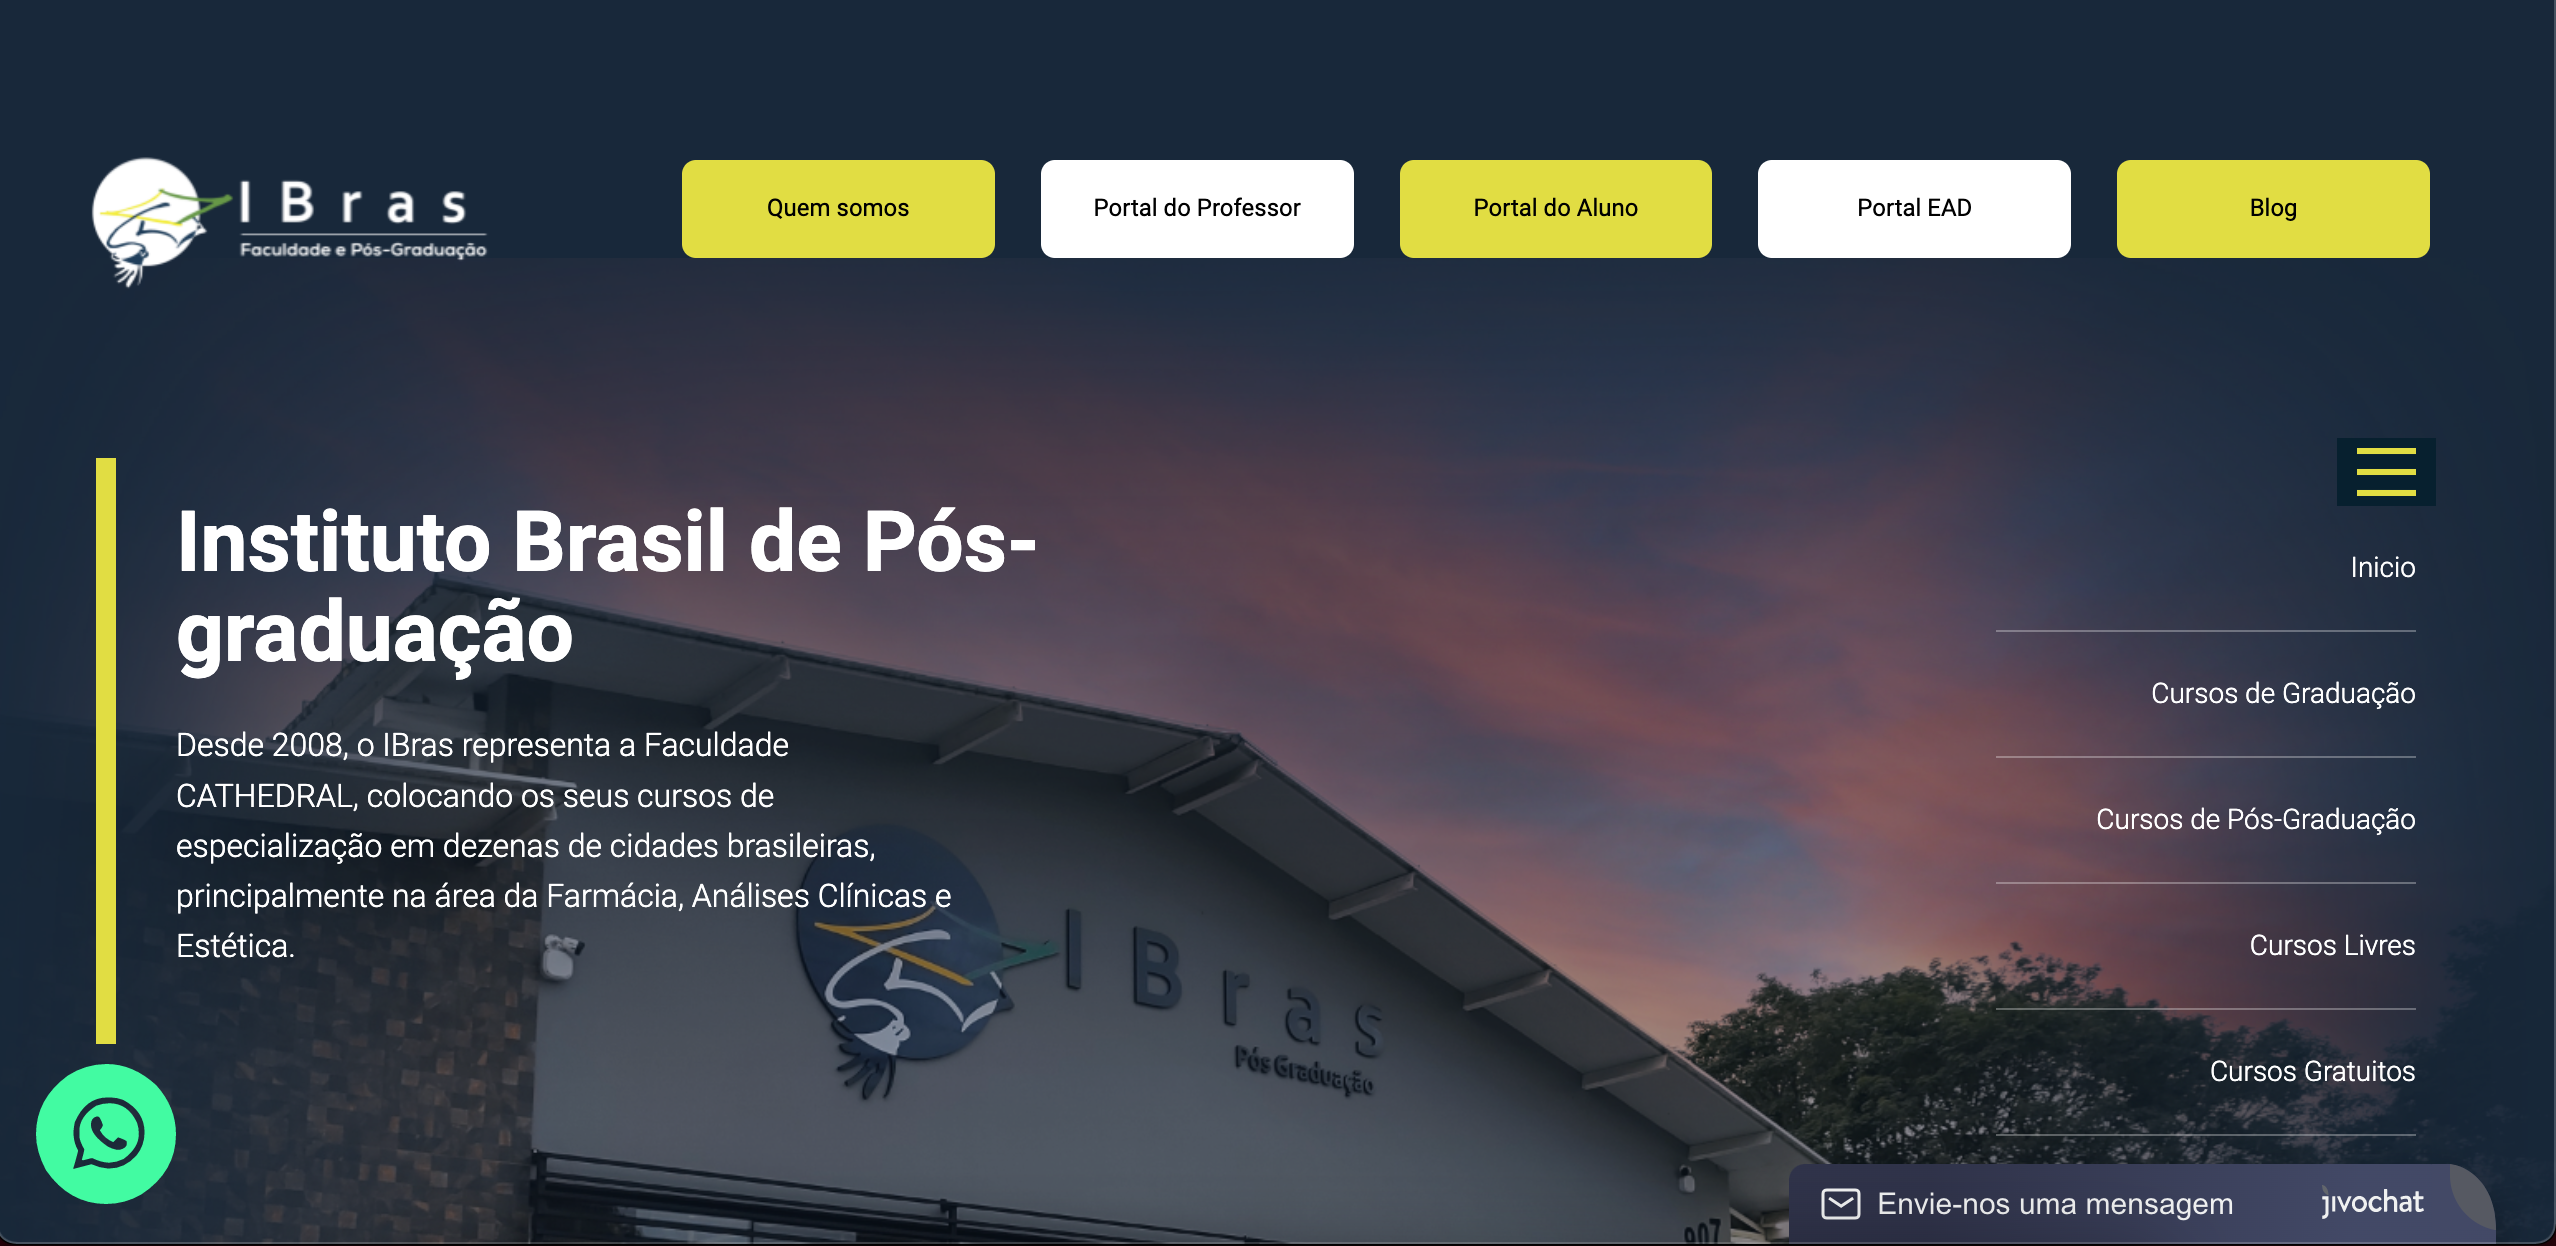 IBras
Faculdade e Pós-Graduação
Quem somos
Portal do Professor
Portal do Aluno
Portal EAD
Blog
Instituto Brasil de Pós-
graduação
Desde 2008, o IBras representa a Faculdade
CATHEDRAL, colocando os seus cursos de
especialização em dezenas de cidades brasileiras,
principalmente na área da Farmácia, Análises Clínicas e
Estética.
Inicio
Cursos de Graduação
Cursos de Pós-Graduação
Cursos Livres
Cursos Gratuitos
IBras
Pós Graduação
907
Envie-nos uma mensagem
jivochat